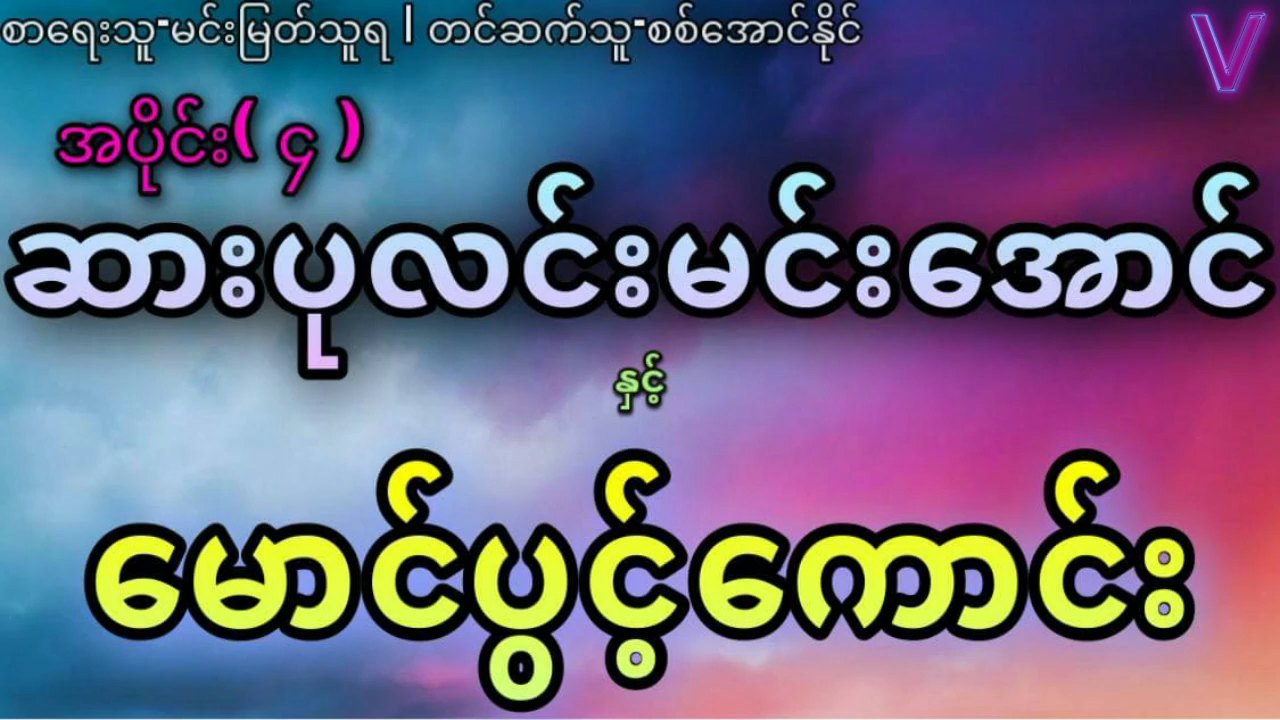 စာရေးသူ-မင်းမြတ်သူရ | တင်ဆက်သူ-စစ်အောင်နိုင်
V
အပိုင်း( ၄ )
ဆားပုလင်းမင်းအောင်
နှင့်
မောင်ပွင့်ကောင်း